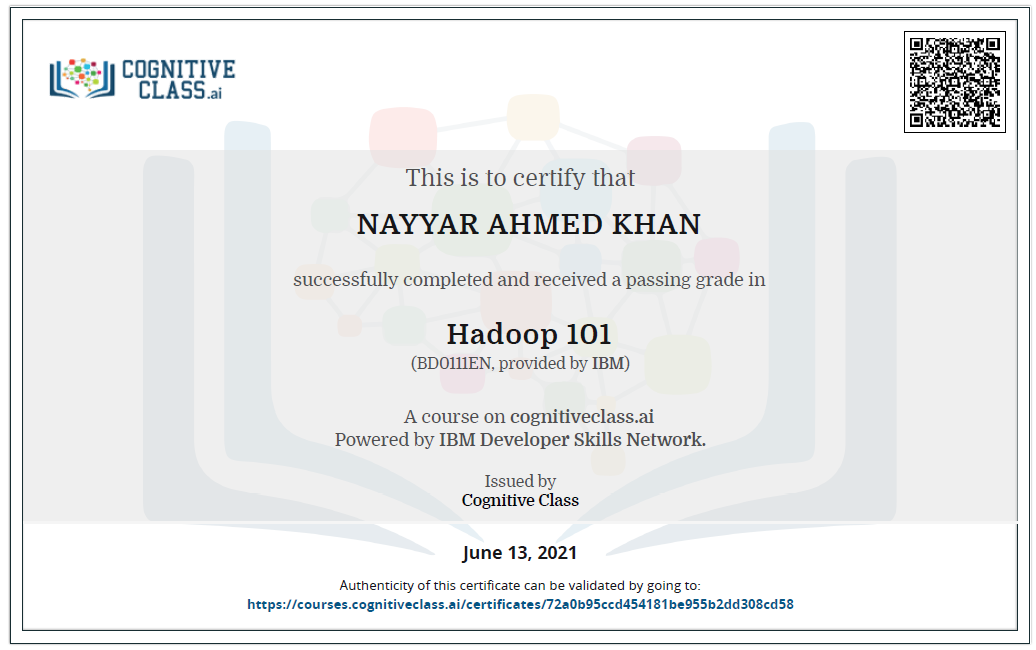 COGNITIVE
CLASS.ai
This is to certify that
NAYYAR AHMED KHAN
successfully completed and received a passing grade in
Hadoop 101
(BD0111EN, provided by IBM)
A course on cognitiveclass.ai
Powered by IBM Developer Skills Network.
Issued by
Cognitive Class
June 13, 2021
Authenticity of this certificate can be validated by going to:
https://courses.cognitiveclass.ai/certificates/72a0b95ccd454181be955b2dd308cd58